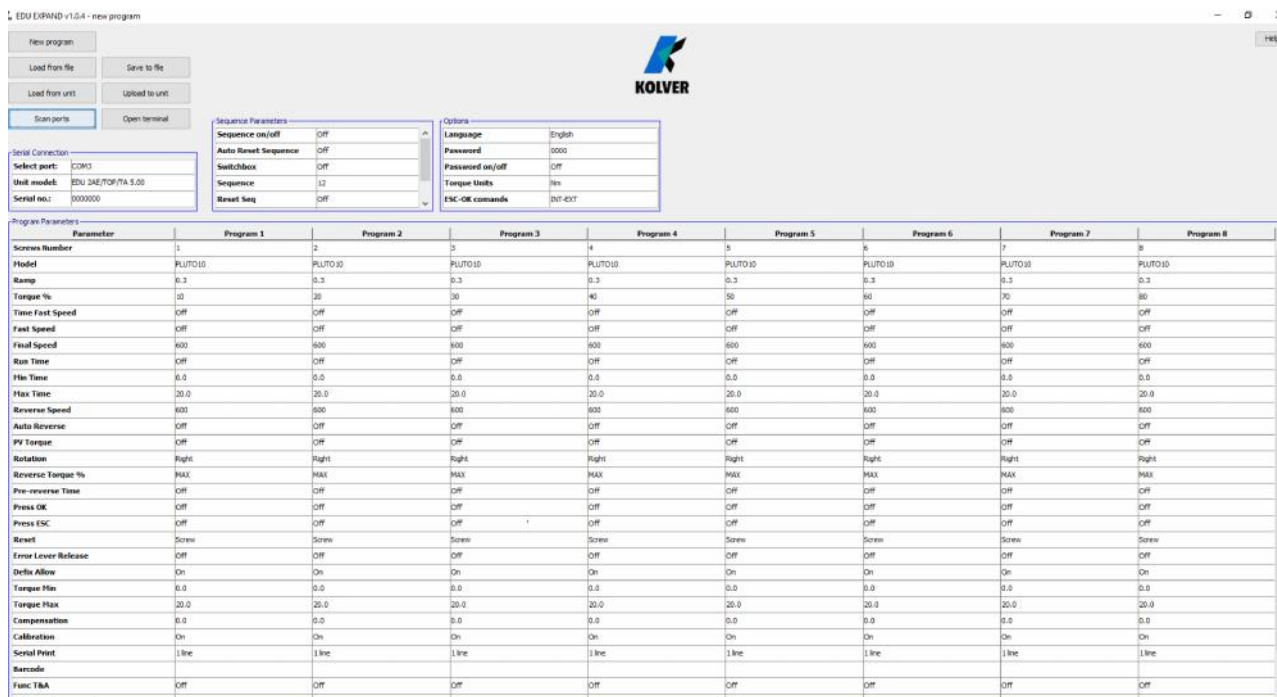 EDU EXPAND v1.0.4 - new program
New program
Help
Load from file Save to file
Load from unit Upload to unit
KOLVER
Scan ports Open terminal
Sequence Parameters
Sequence on/off Off
Auto Reset Sequence Off
Switchbox Off
Sequence 12
Reset Seq Off
Options
Language English
Password 0000
Password on/off Off
Torque Units Nm
ESC-OK comands INT-EXT
Serial Connection
Select port: COM3
Unit model: EDU 2AE/TOP/TA 5.00
Serial no.: 0000000
Program Parameters
Parameter Program 1 Program 2 Program 3 Program 4 Program 5 Program 6 Program 7 Program 8
Screws Number 1 2 3 4 5 6 7 8
Model PLUTO10 PLUTO10 PLUTO10 PLUTO10 PLUTO10 PLUTO10 PLUTO10 PLUTO10
Ramp 0.3 0.3 0.3 0.3 0.3 0.3 0.3 0.3
Torque % 10 20 30 40 50 60 70 80
Time Fast Speed Off Off Off Off Off Off Off Off
Fast Speed Off Off Off Off Off Off Off Off
Final Speed 600 600 600 600 600 600 600 600
Run Time Off Off Off Off Off Off Off Off
Min Time 0.0 0.0 0.0 0.0 0.0 0.0 0.0 0.0
Max Time 20.0 20.0 20.0 20.0 20.0 20.0 20.0 20.0
Reverse Speed 600 600 600 600 600 600 600 600
Auto Reverse Off Off Off Off Off Off Off Off
PV Torque Off Off Off Off Off Off Off Off
Rotation Right Right Right Right Right Right Right Right
Reverse Torque % MAX MAX MAX MAX MAX MAX MAX MAX
Pre-reverse Time Off Off Off Off Off Off Off Off
Press OK Off Off Off Off Off Off Off Off
Press ESC Off Off Off Off Off Off Off Off
Reset Screw Screw Screw Screw Screw Screw Screw Screw
Error Lever Release Off Off Off Off Off Off Off Off
Defix Allow On On On On On On On On
Torque Min 0.0 0.0 0.0 0.0 0.0 0.0 0.0 0.0
Torque Max 20.0 20.0 20.0 20.0 20.0 20.0 20.0 20.0
Compensation 0.0 0.0 0.0 0.0 0.0 0.0 0.0 0.0
Calibration On On On On On On On On
Serial Print 1 line 1 line 1 line 1 line 1 line 1 line 1 line 1 line
Barcode
Func T&A Off Off Off Off Off Off Off Off